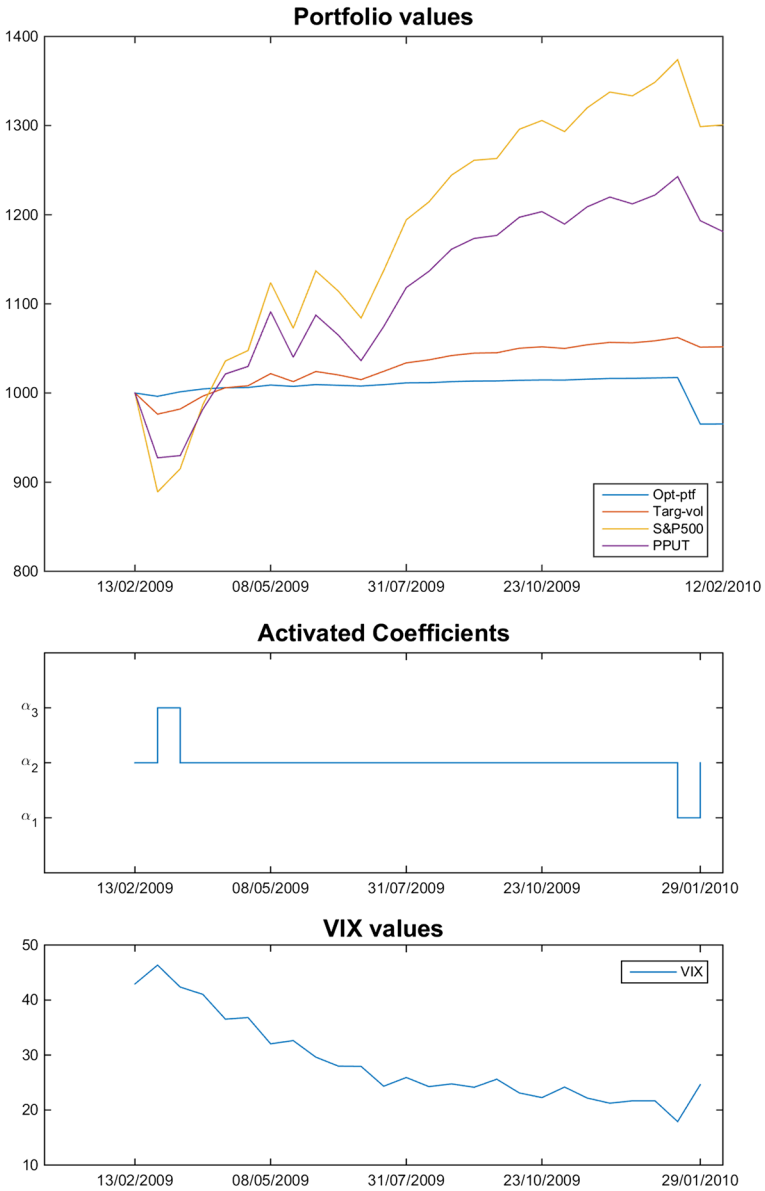 Portfolio values
1400
1300
1200
1100
1000
900
800
Opt-ptf
Targ-vol
S&P500
PPUT
13/02/2009 08/05/2009 31/07/2009 23/10/2009 12/02/2010
Activated Coefficients
α3
α2
α1
13/02/2009 08/05/2009 31/07/2009 23/10/2009 29/01/2010
VIX values
50
VIX
40
30
20
10
13/02/2009 08/05/2009 31/07/2009 23/10/2009 29/01/2010